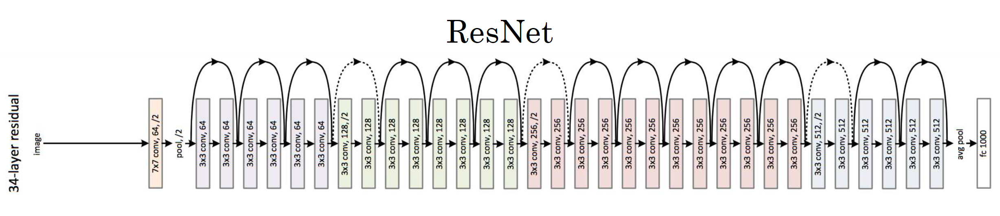 ResNet
34-layer residual
image
7x7 conv, 64, /2
pool, /2
3x3 conv, 64
3x3 conv, 64
3x3 conv, 64
3x3 conv, 64
3x3 conv, 64
3x3 conv, 64
3x3 conv, 128, /2
3x3 conv, 128
3x3 conv, 128
3x3 conv, 128
3x3 conv, 128
3x3 conv, 128
3x3 conv, 128
3x3 conv, 128
3x3 conv, 256, /2
3x3 conv, 256
3x3 conv, 256
3x3 conv, 256
3x3 conv, 256
3x3 conv, 256
3x3 conv, 256
3x3 conv, 256
3x3 conv, 256
3x3 conv, 256
3x3 conv, 256
3x3 conv, 256
3x3 conv, 512, /2
3x3 conv, 512
3x3 conv, 512
3x3 conv, 512
3x3 conv, 512
3x3 conv, 512
avg pool
fc 1000